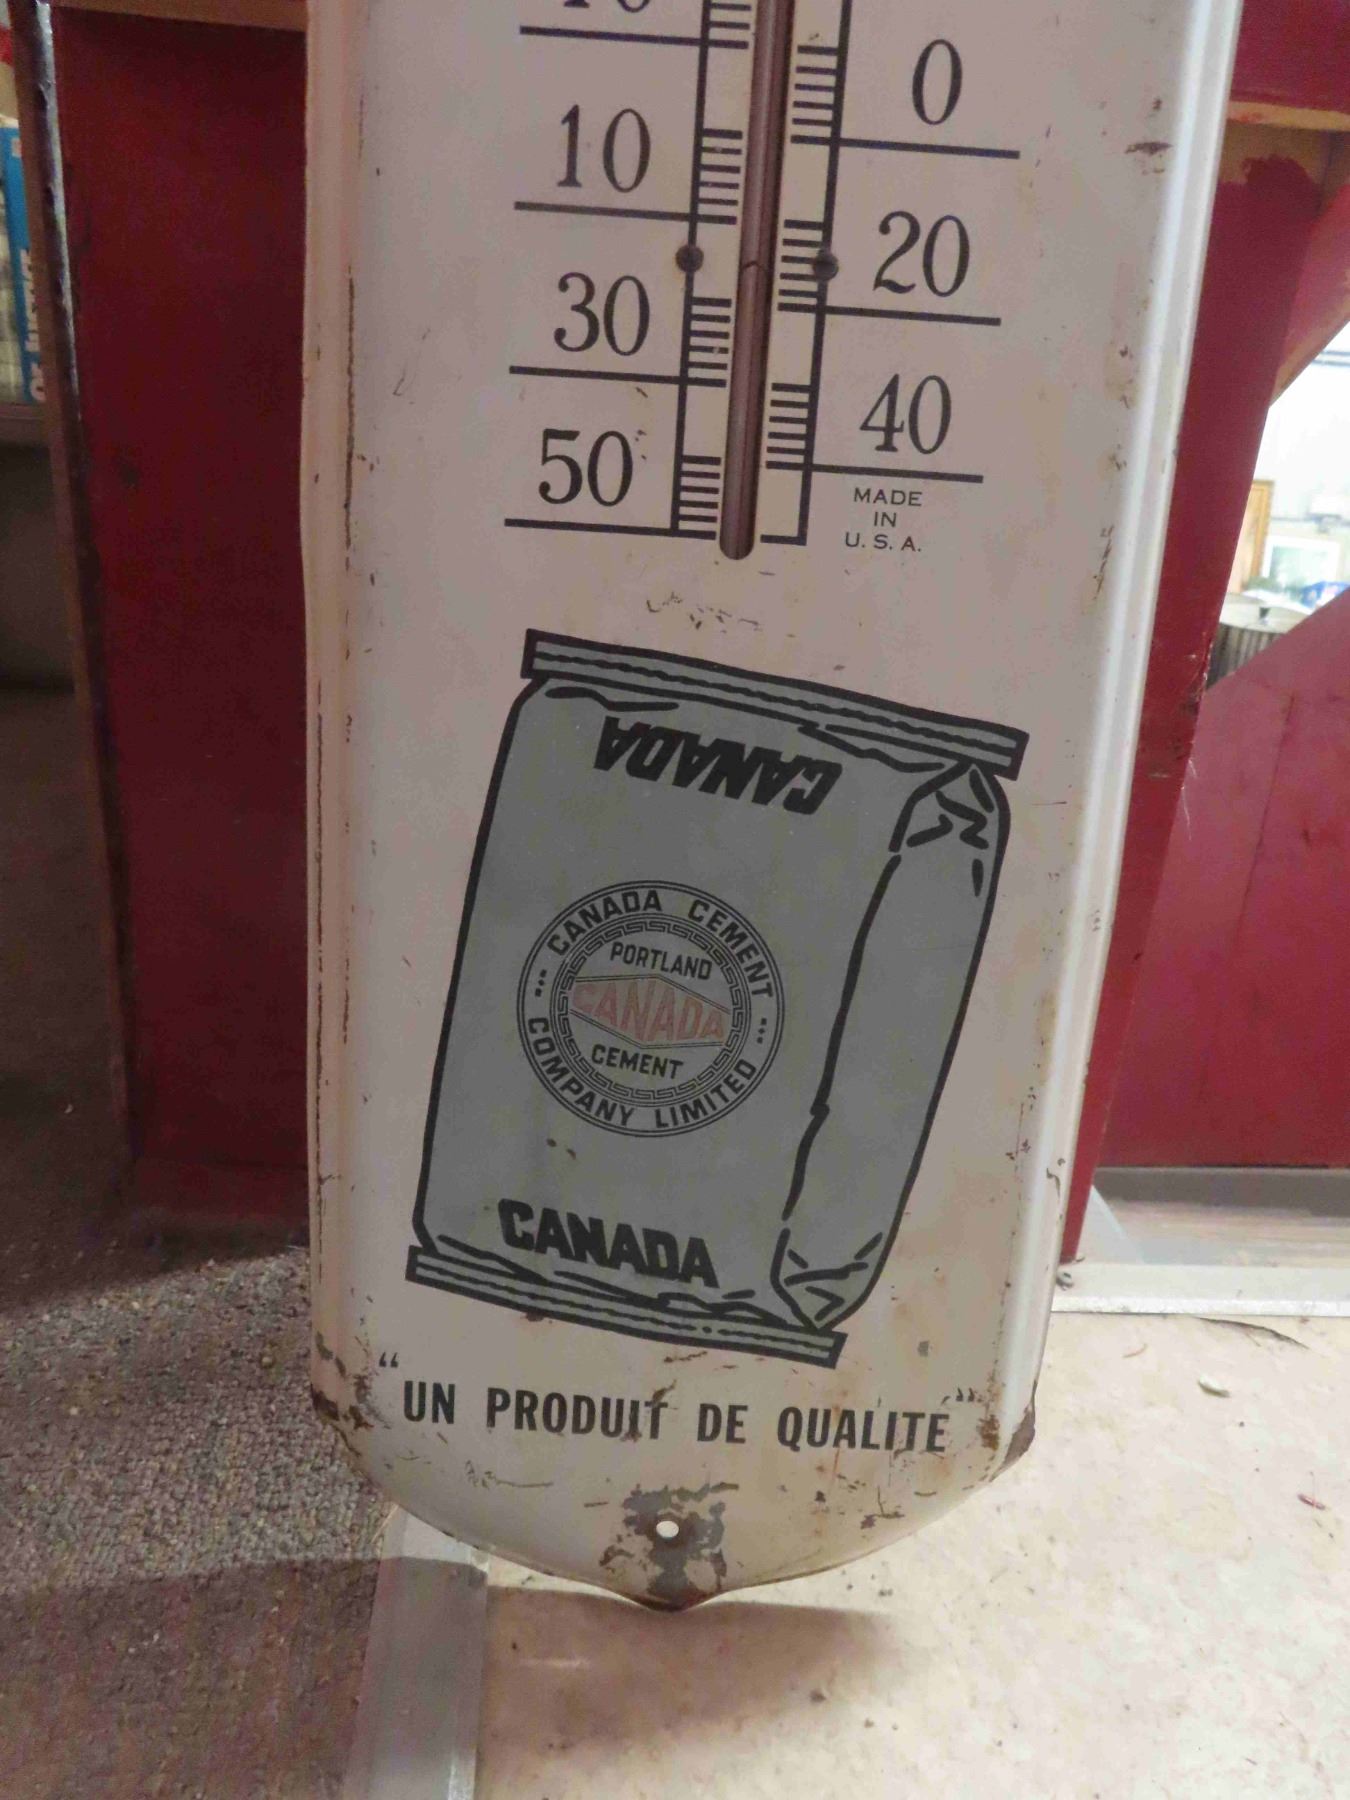 0
10
20
30
40
50
MADE
IN
U. S. A.
CANADA
CANADA CEMENT
PORTLAND
CANADA
CEMENT
COMPANY LIMITED
CANADA
“UN PRODUIT DE QUALITE”